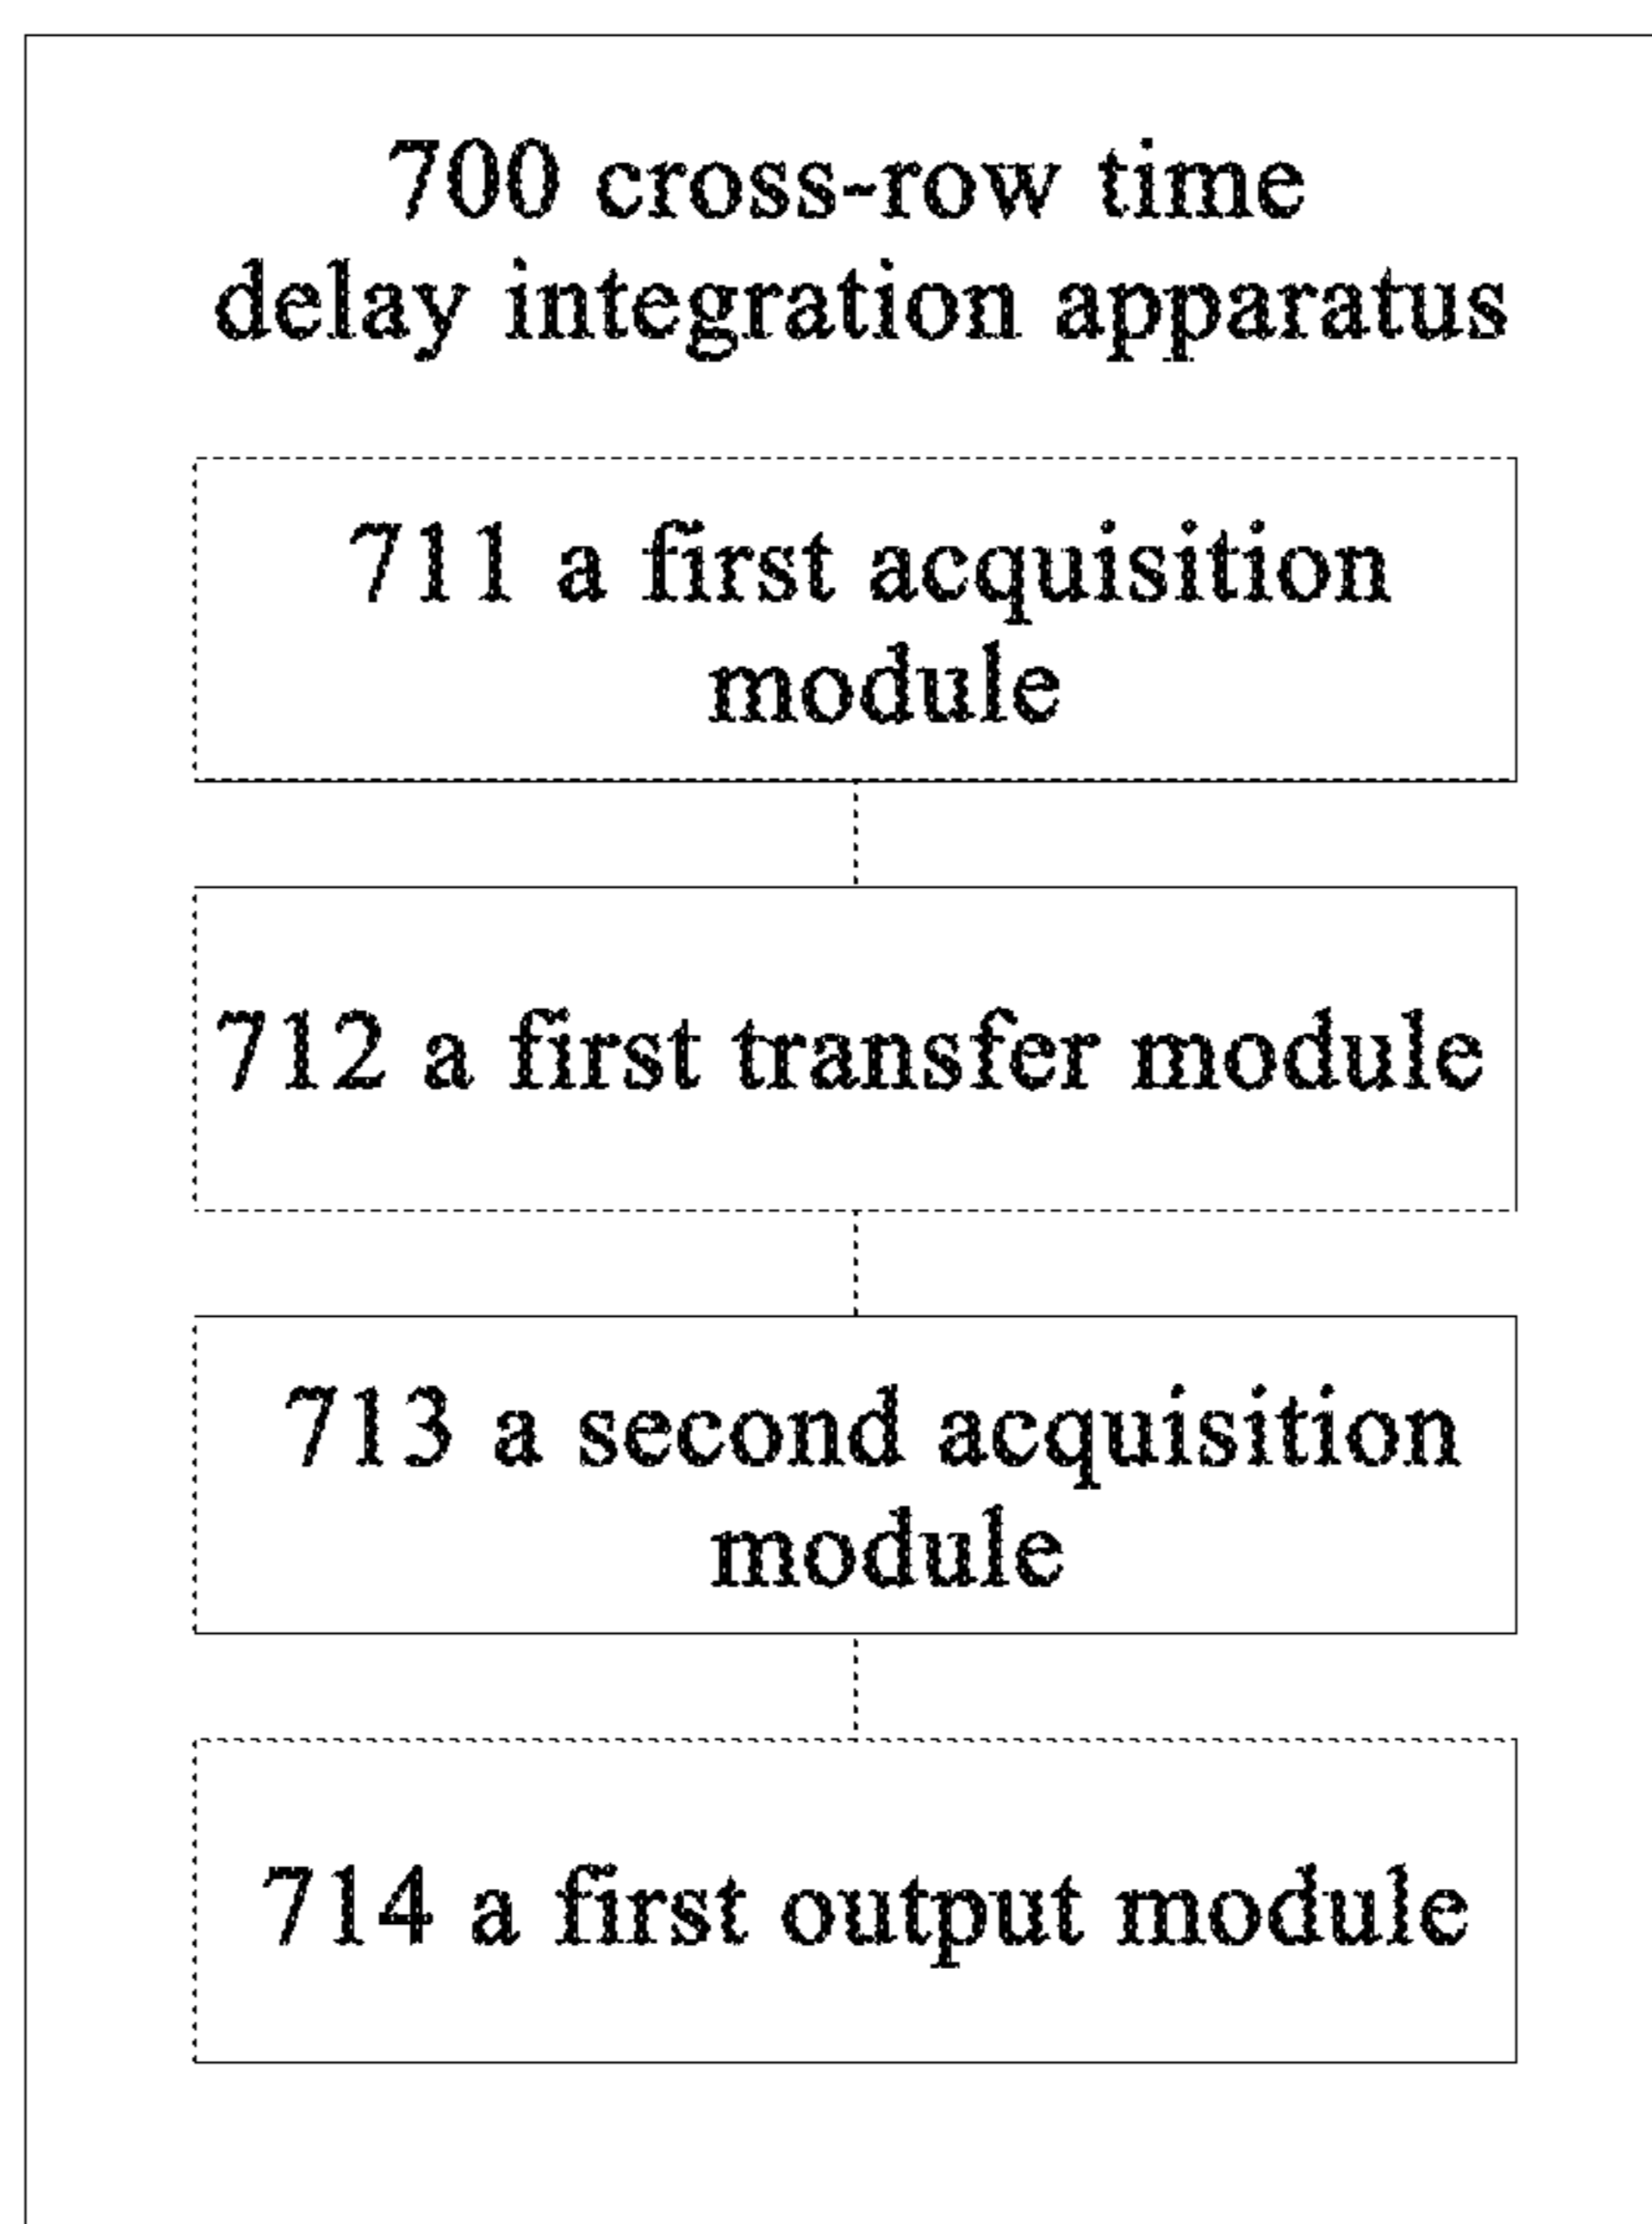 700 cross-row time
delay integration apparatus
711 a first acquisition
module
712 a first transfer module
713 a second acquisition
module
714 a first output module